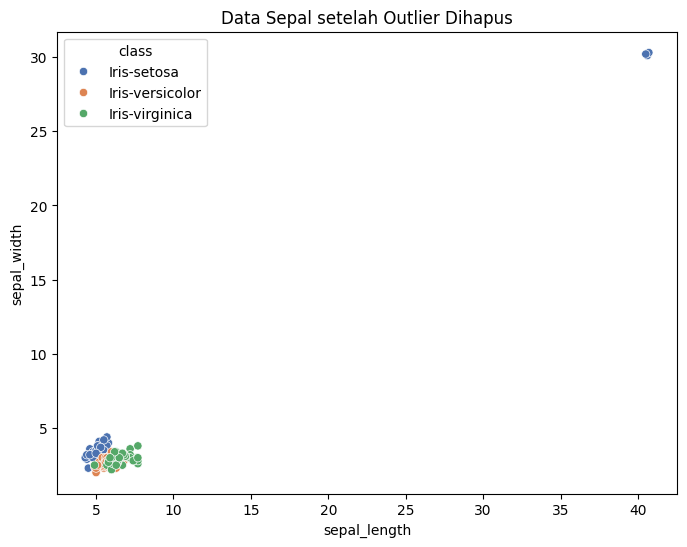 Data Sepal setelah Outlier Dihapus
class
Iris-setosa
Iris-versicolor
Iris-virginica
30
25
20
15
10
5
sepal_width
5
10
15
20
25
30
35
40
sepal_length